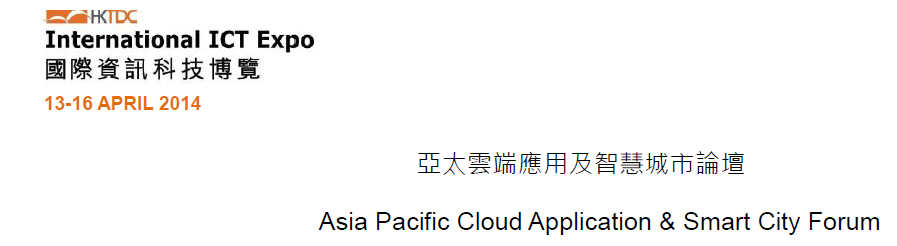 HKTDC
International ICT Expo
國際資訊科技博覽
13-16 APRIL 2014
亞太雲端應用及智慧城市論壇
Asia Pacific Cloud Application & Smart City Forum